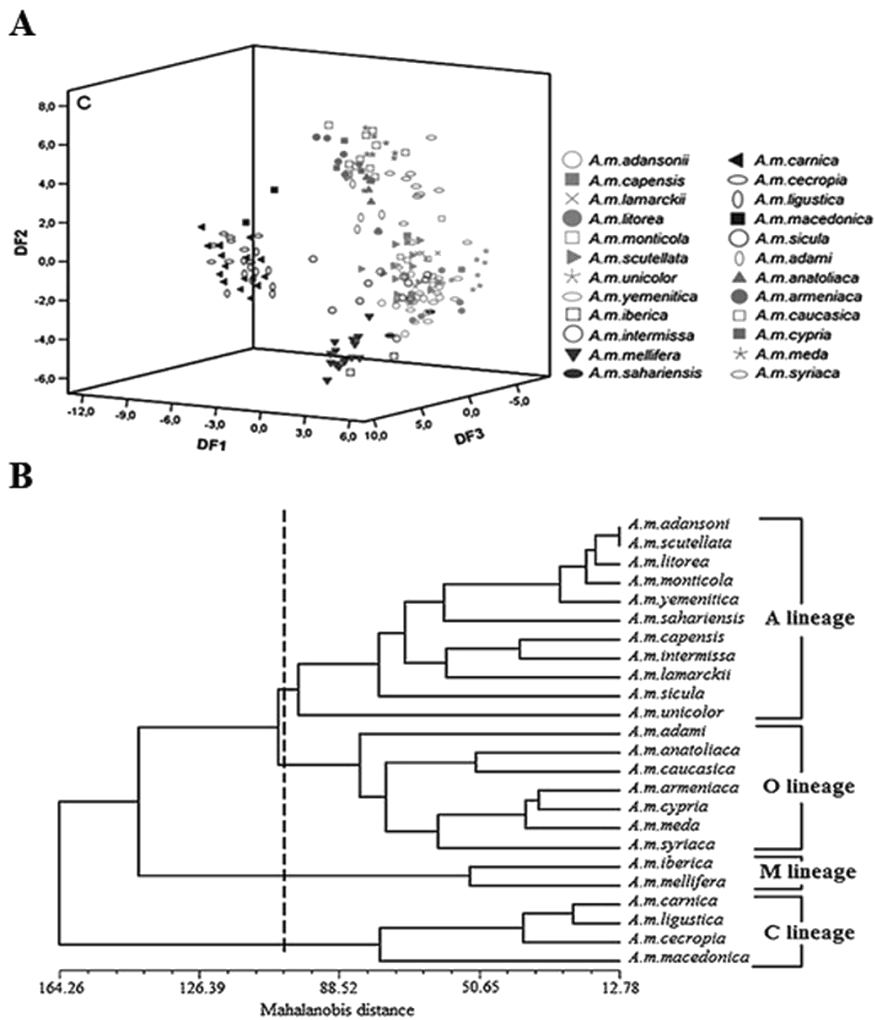 A
C
8,0
6,0
4,0
2,0
0,0
-2,0
-4,0
-6,0
DF2
-12,0 -9,0 -6,0 -3,0 0,0 3,0 6,0
DF1
10,0 5,0 0,0 -5,0
DF3
A.m.adansonii
A.m.capensis
A.m.lamarckii
A.m.litorea
A.m.monticola
A.m.scutellata
A.m.unicolor
A.m.yemenitica
A.m.iberica
A.m.intermissa
A.m.mellifera
A.m.sahariensis
A.m.carnica
A.m.cecropia
A.m.ligustica
A.m.macedonica
A.m.sicula
A.m.adami
A.m.anatoliaca
A.m.armeniaca
A.m.caucasica
A.m.cypria
A.m.meda
A.m.syriaca
B
A.m.adansoni
A.m.scutellata
A.m.litorea
A.m.monticola
A.m.yemenitica
A.m.sahariensis
A.m.capensis
A.m.intermissa
A.m.lamarckii
A.m.sicula
A.m.unicolor
A.m.adami
A.m.anatoliaca
A.m.caucasica
A.m.armeniaca
A.m.cypria
A.m.meda
A.m.syriaca
A.m.iberica
A.m.mellifera
A.m.carnica
A.m.ligustica
A.m.cecropia
A.m.macedonica
A lineage
O lineage
M lineage
C lineage
164.26 126.39 88.52 50.65 12.78
Mahalanobis distance